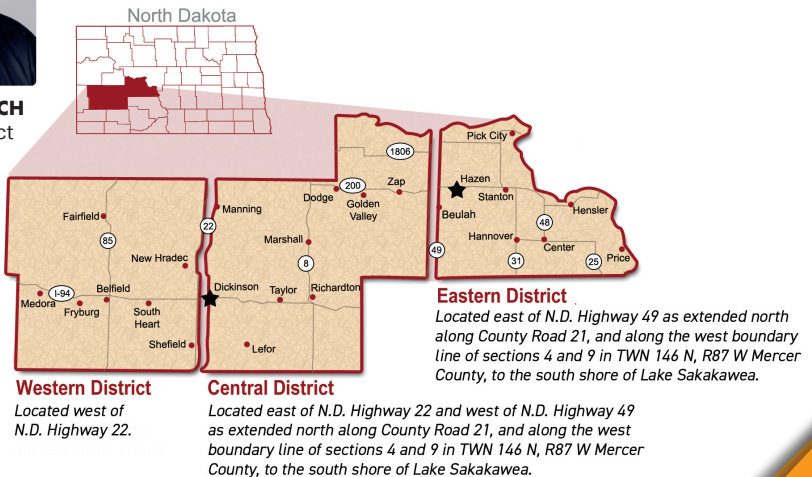 North Dakota
CH
ct
Pick City
1806
Hazen
Zap
200
Stanton
Dodge
Golden
Valley
Manning
Beulah
Hensler
Fairfield
22
48
Marshall
Hannover
Center
85
49
New Hradec
8
31
25
Price
Dickinson
Richardton
Belfield
Taylor
I-94
Medora
Fryburg
South
Heart
Shefield
Lefor
Eastern District
Located east of N.D. Highway 49 as extended north
along County Road 21, and along the west boundary
line of sections 4 and 9 in TWN 146 N, R87 W Mercer
County, to the south shore of Lake Sakakawea.
Western District
Located west of
N.D. Highway 22.
Central District
Located east of N.D. Highway 22 and west of N.D. Highway 49
as extended north along County Road 21, and along the west
boundary line of sections 4 and 9 in TWN 146 N, R87 W Mercer
County, to the south shore of Lake Sakakawea.